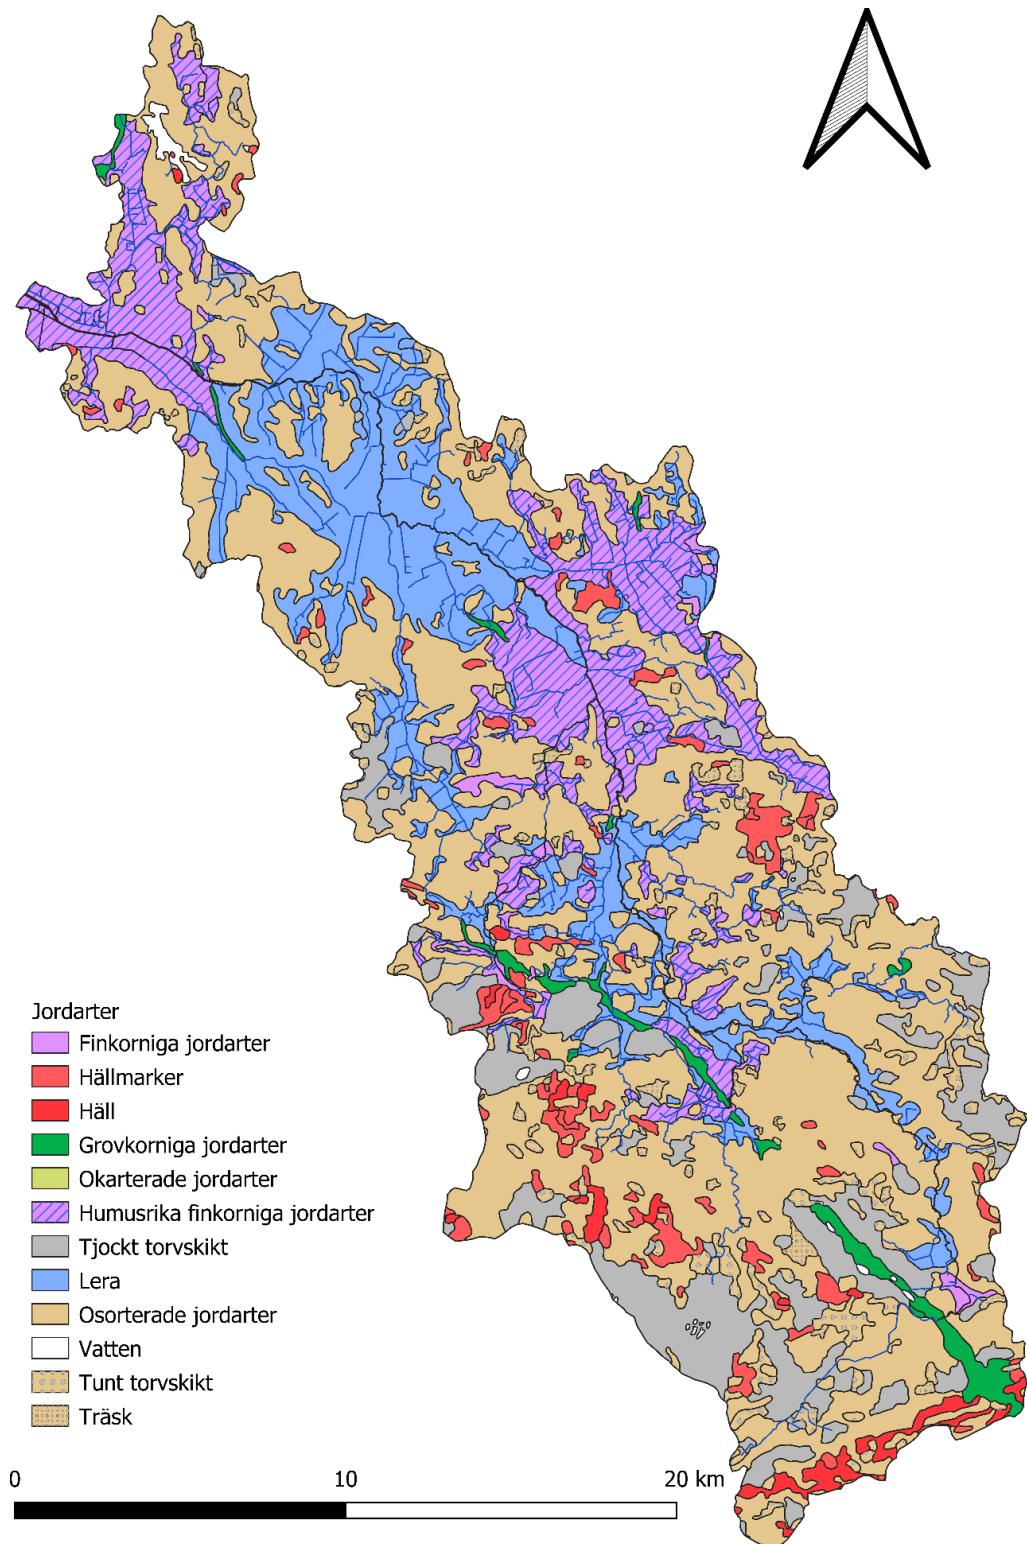 Jordarter
Finkorniga jordarter
Hällmarker
Häll
Grovkorniga jordarter
Okarterade jordarter
Humusrika finkorniga jordarter
Tjockt torvskikt
Lera
Osorterade jordarter
Vatten
Tunt torvskikt
Träsk
0 10 20 km